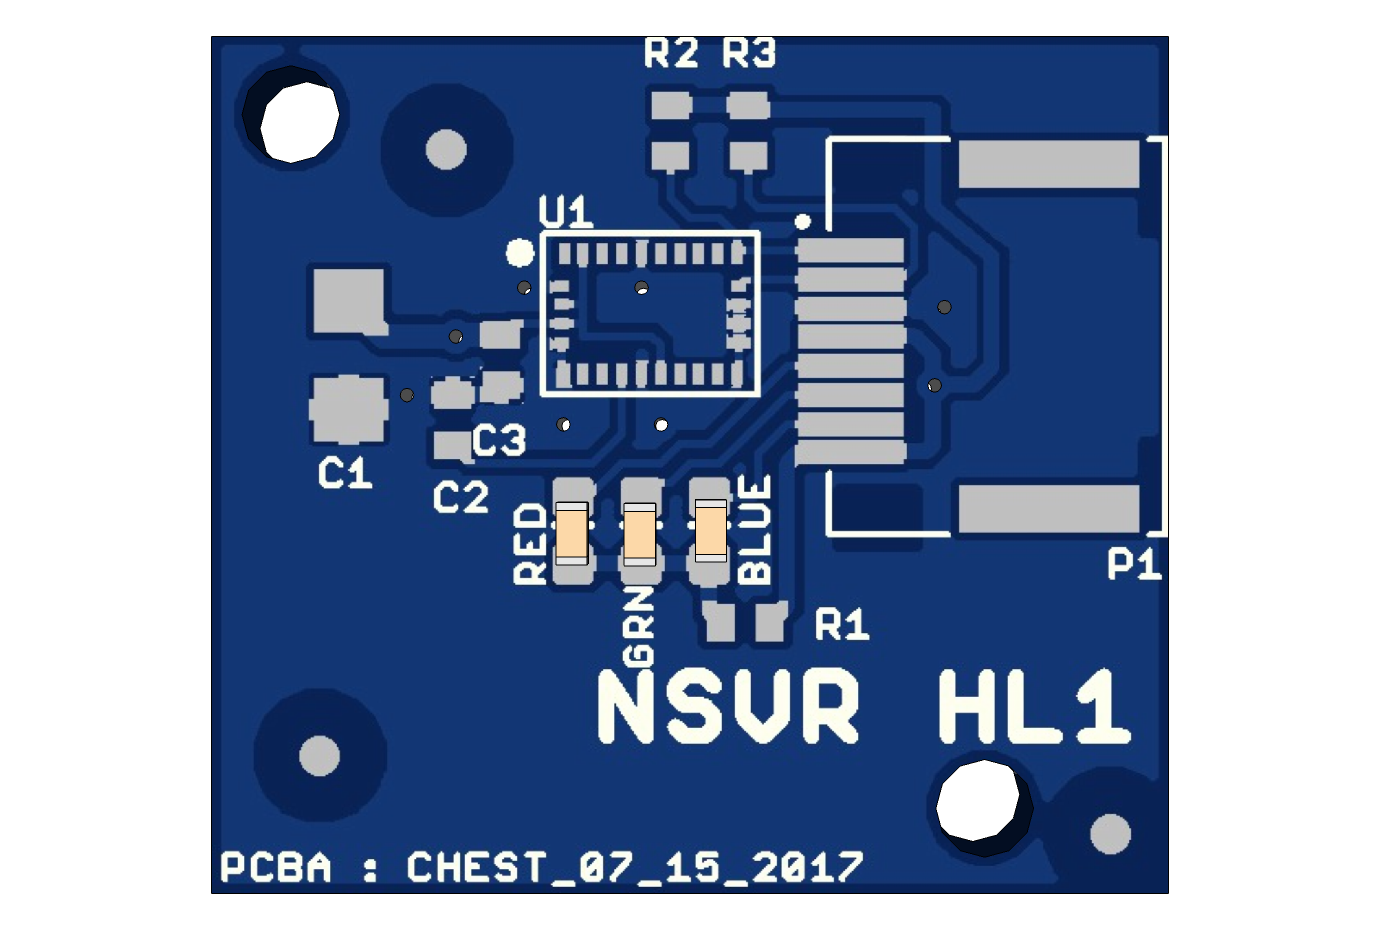 R2 R3
U1
C3
C1
C2
RED
GRN
BLUE
P1
R1
NSVR HL1
PCBA : CHEST_07_15_2017